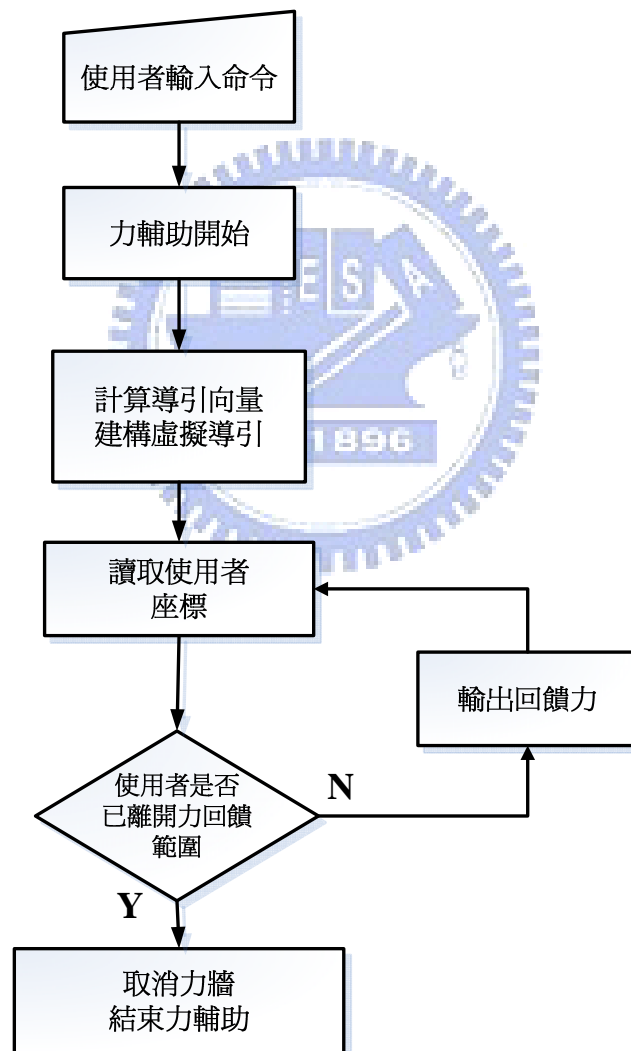 使用者輸入命令
力輔助開始
E S A
計算導引向量
建構虛擬導引
1896
讀取使用者
座標
輸出回饋力
使用者是否
已離開力回饋
範圍
N
Y
取消力牆
結束力輔助